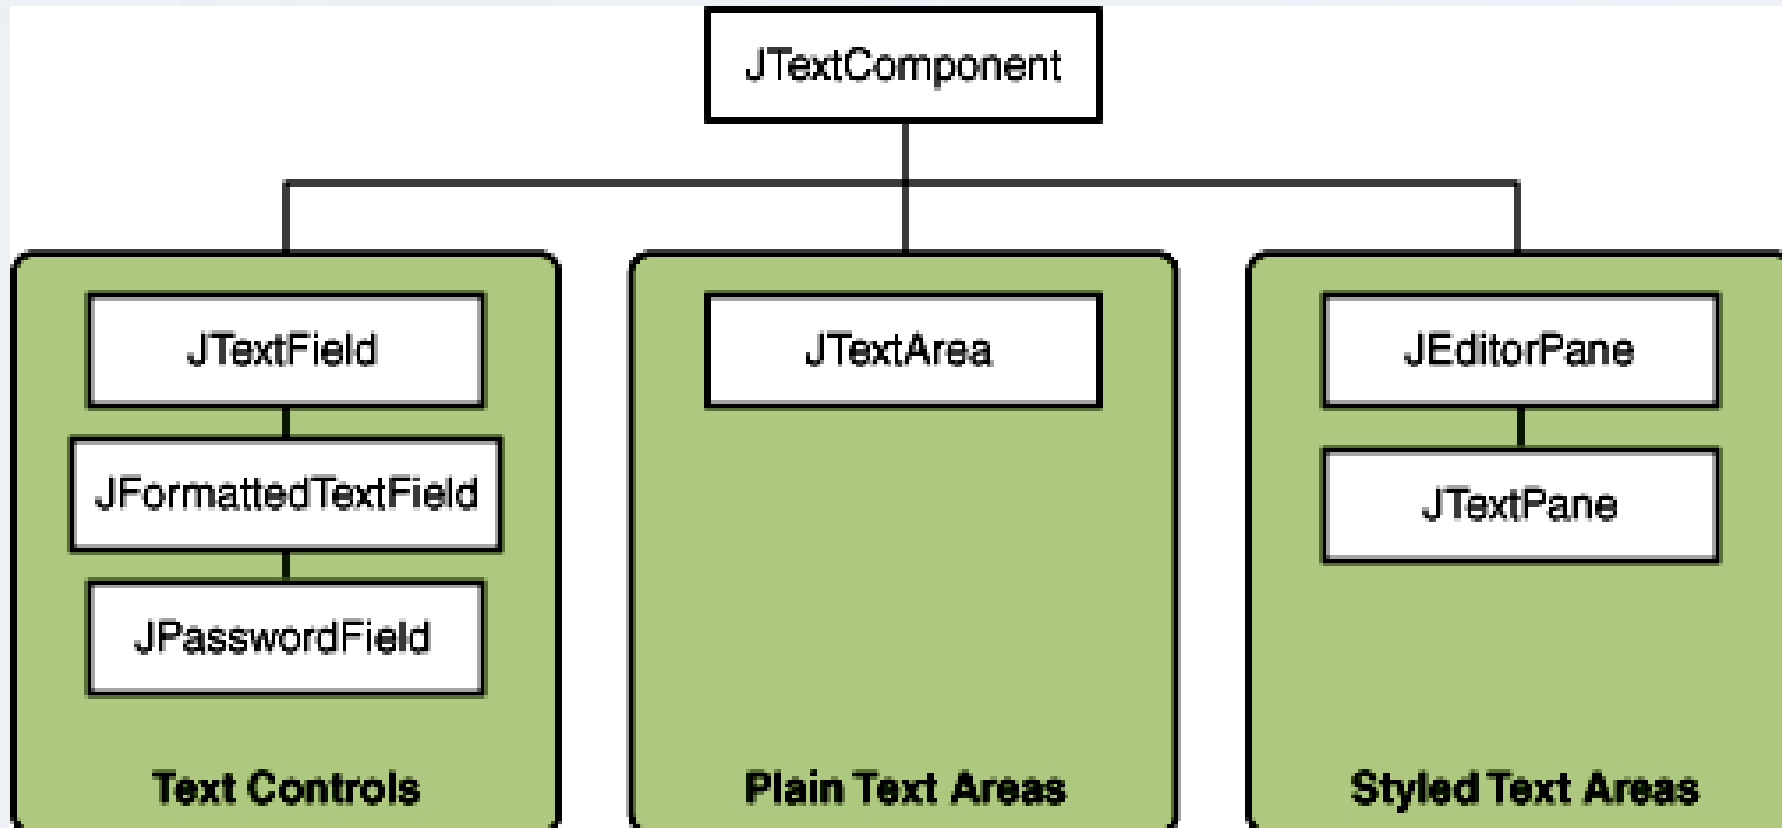 JTextComponent
JTextField
JFormattedTextField
JPasswordField
Text Controls
JTextArea
Plain Text Areas
JEditorPane
JTextPane
Styled Text Areas